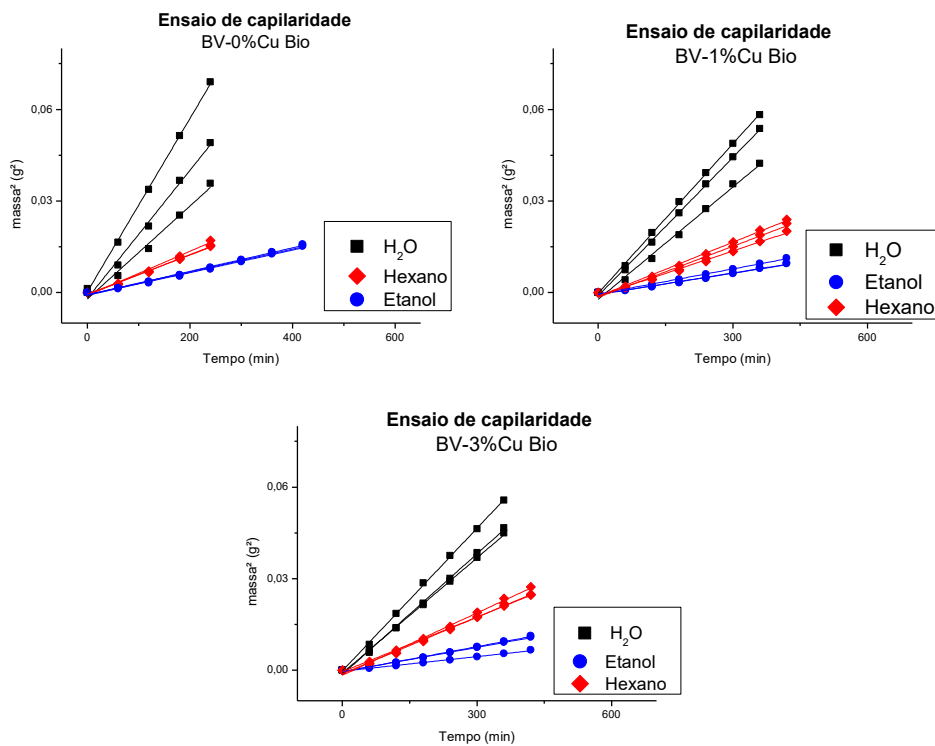 Ensaio de capilaridade
BV-0%Cu Bio
0,06
0,03
0,00
massa² (g²)
0
200
400
600
Tempo (min)
H₂O
Hexano
Etanol
Ensaio de capilaridade
BV-1%Cu Bio
0,06
0,03
0,00
massa² (g²)
0
300
600
Tempo (min)
H₂O
Etanol
Hexano
Ensaio de capilaridade
BV-3%Cu Bio
0,06
0,03
0,00
massa² (g²)
0
300
600
Tempo (min)
H₂O
Etanol
Hexano